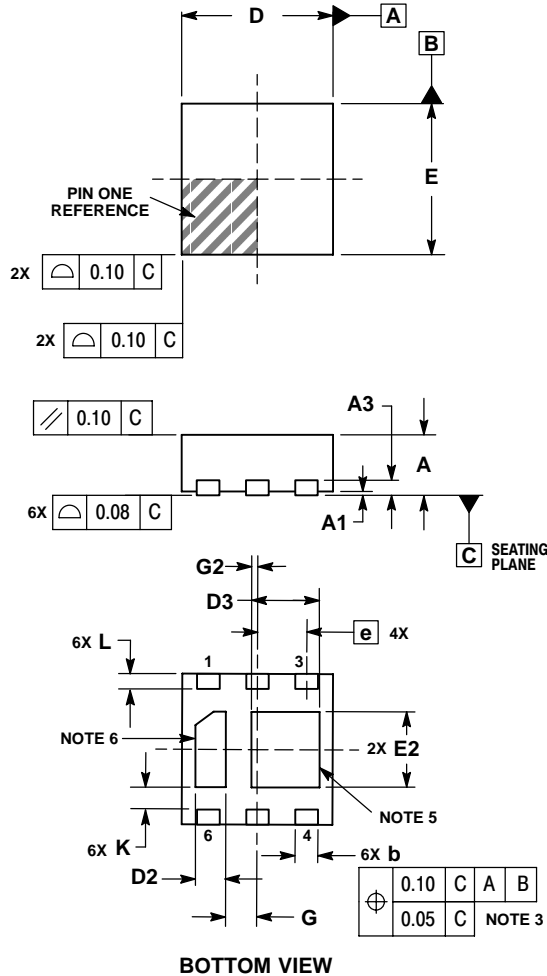 D
A
B
E
PIN ONE
REFERENCE
2X 0.10 C
2X 0.10 C
0.10 C
A3
A
6X 0.08 C
A1
C SEATING
PLANE
G2
D3
e 4X
6X L
1 3
NOTE 6
2X E2
NOTE 5
6X K
6 4
6X b
D2
0.10 C A B
0.05 C NOTE 3
G
BOTTOM VIEW